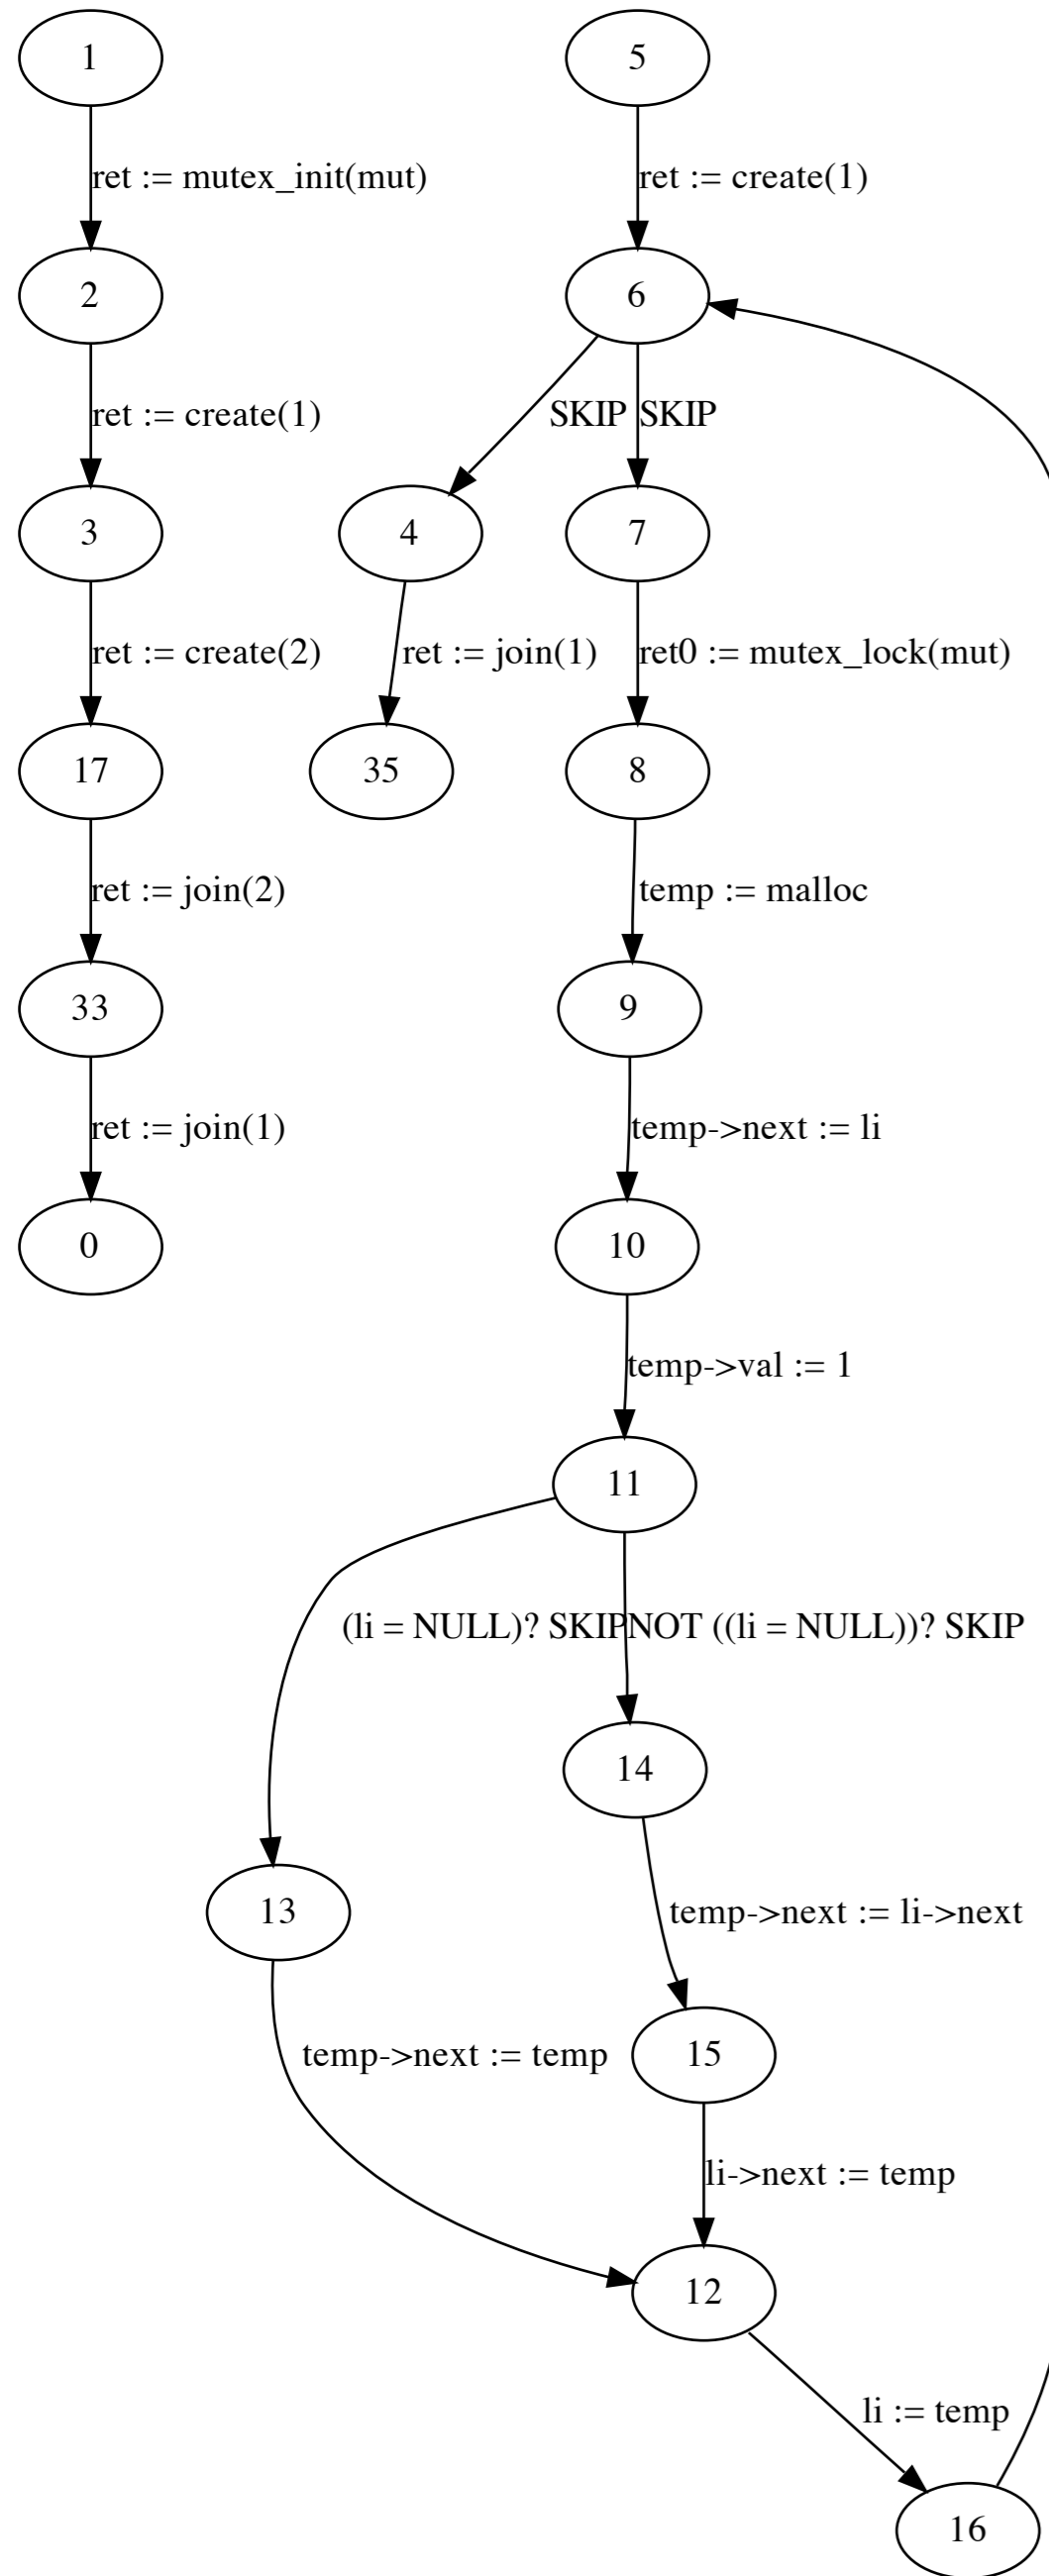 1
5
ret := mutex_init(mut)
ret := create(1)
2
6
ret := create(1)
SKIP
SKIP
3
4
7
ret := create(2)
ret := join(1)
ret0 := mutex_lock(mut)
17
35
8
ret := join(2)
temp := malloc
33
9
ret := join(1)
temp->next := li
0
10
temp->val := 1
11
(li = NULL)? SKIP
NOT ((li = NULL))? SKIP
14
13
temp->next := li->next
temp->next := temp
15
li->next := temp
12
li := temp
16